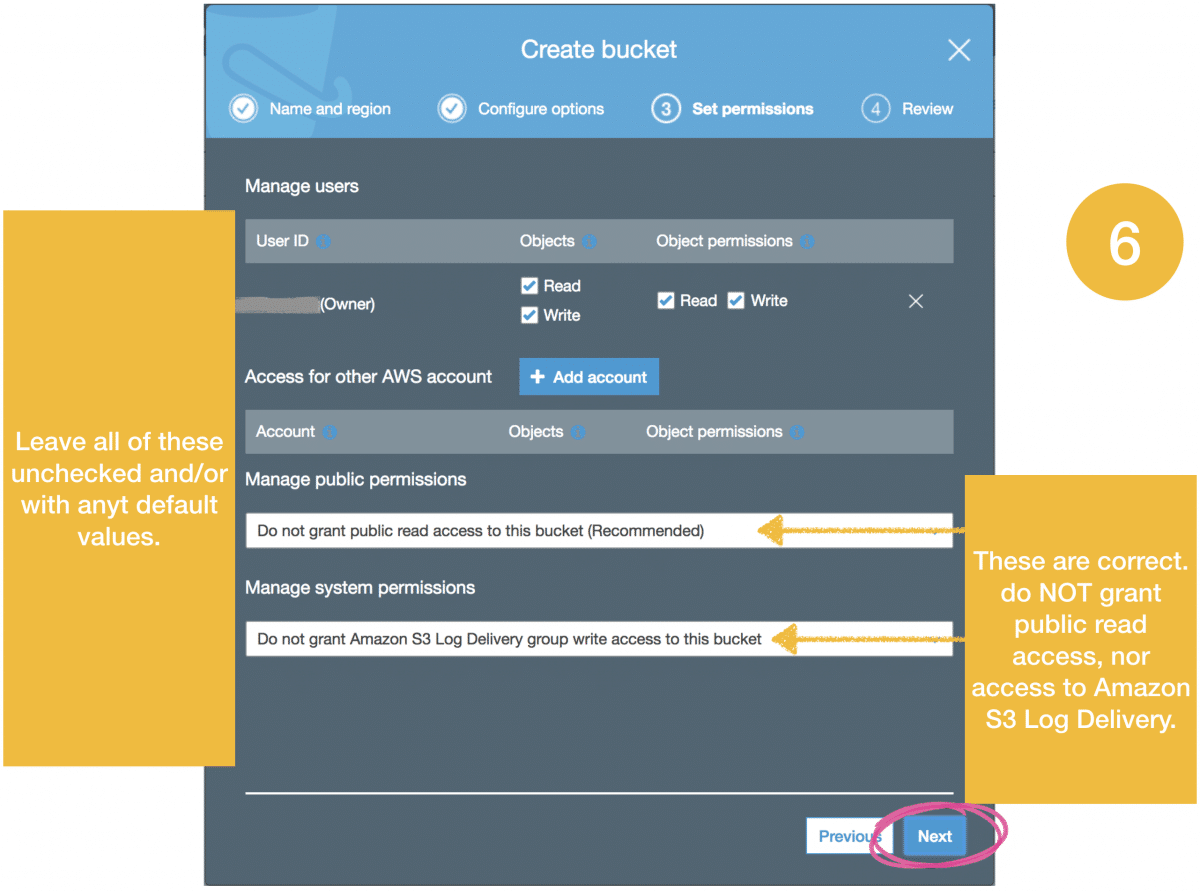 Create bucket
Name and region
Configure options
3 Set permissions
4 Review
Manage users
User ID Objects Object permissions
(Owner)
Read
Write
Read Write
Access for other AWS account
+ Add account
Account Objects Object permissions
Manage public permissions
Do not grant public read access to this bucket (Recommended)
Manage system permissions
Do not grant Amazon S3 Log Delivery group write access to this bucket
Previous
Next
Leave all of these
unchecked and/or
with anyt default
values.
6
These are correct.
do NOT grant
public read
access, nor
access to Amazon
S3 Log Delivery.